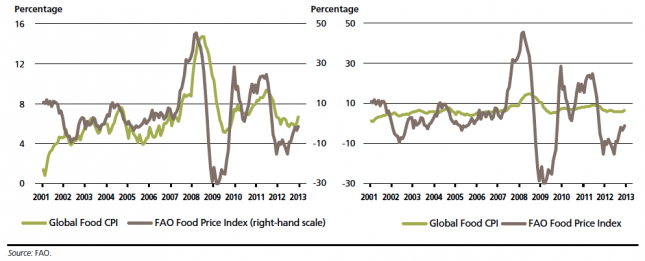 Percentage
16
12
8
4
0
50
30
10
-10
-30
2001 2002 2003 2004 2005 2006 2007 2008 2009 2010 2011 2012 2013
Global Food CPI
FAO Food Price Index (right-hand scale)
Percentage
50
30
10
-10
-30
2001 2002 2003 2004 2005 2006 2007 2008 2009 2010 2011 2012 2013
Global Food CPI
FAO Food Price Index
Source: FAO.